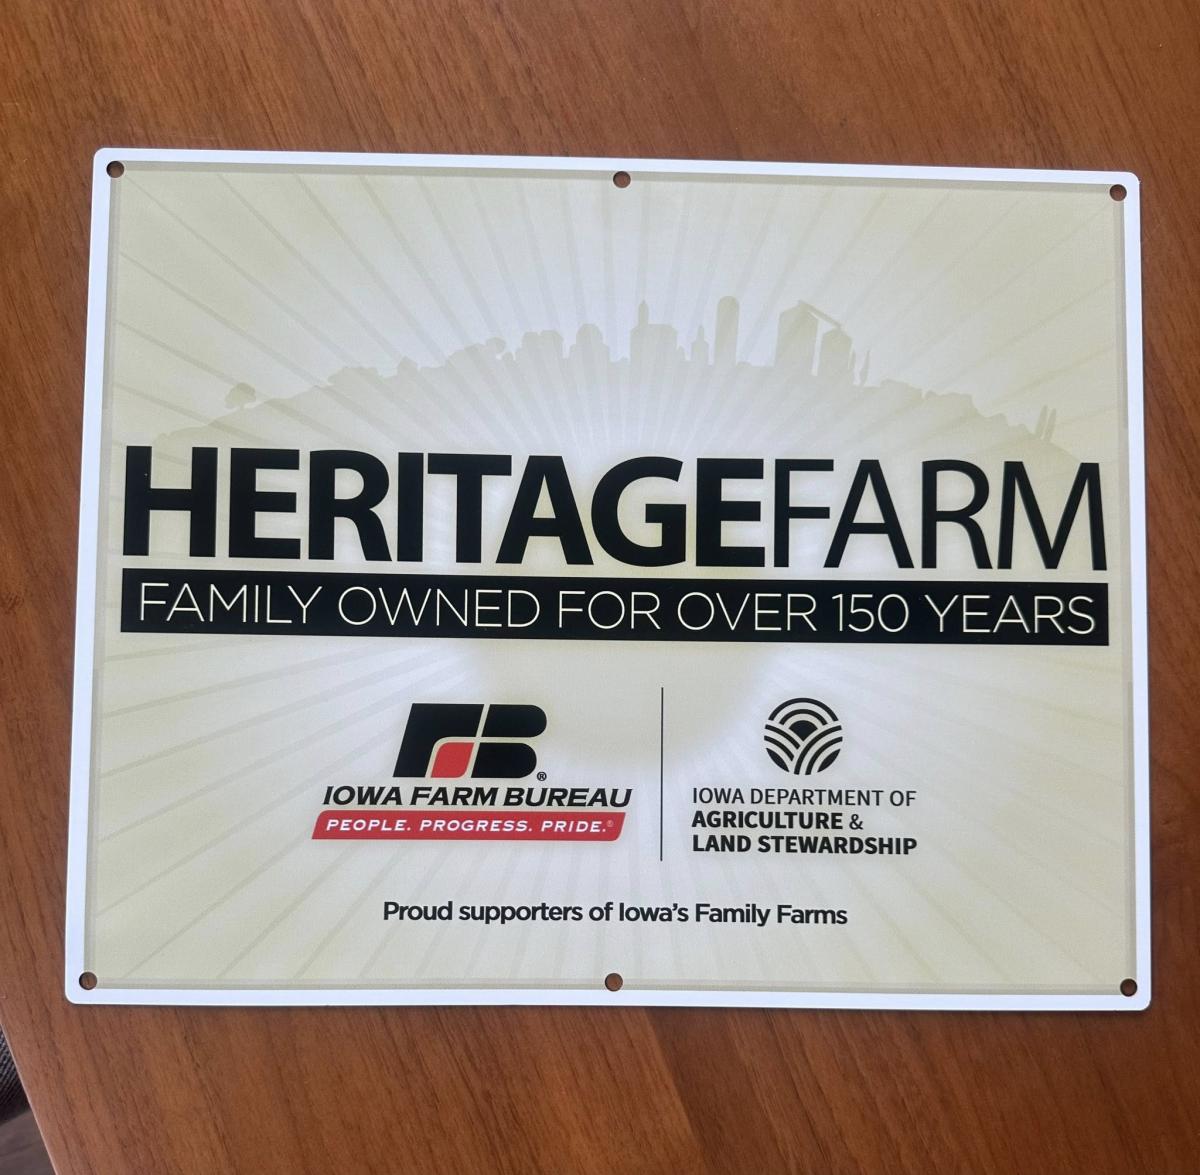 HERITAGEFARM
FAMILY OWNED FOR OVER 150 YEARS
FB®
IOWA FARM BUREAU
PEOPLE. PROGRESS. PRIDE.®
IOWA DEPARTMENT OF
AGRICULTURE &
LAND STEWARDSHIP
Proud supporters of Iowa's Family Farms